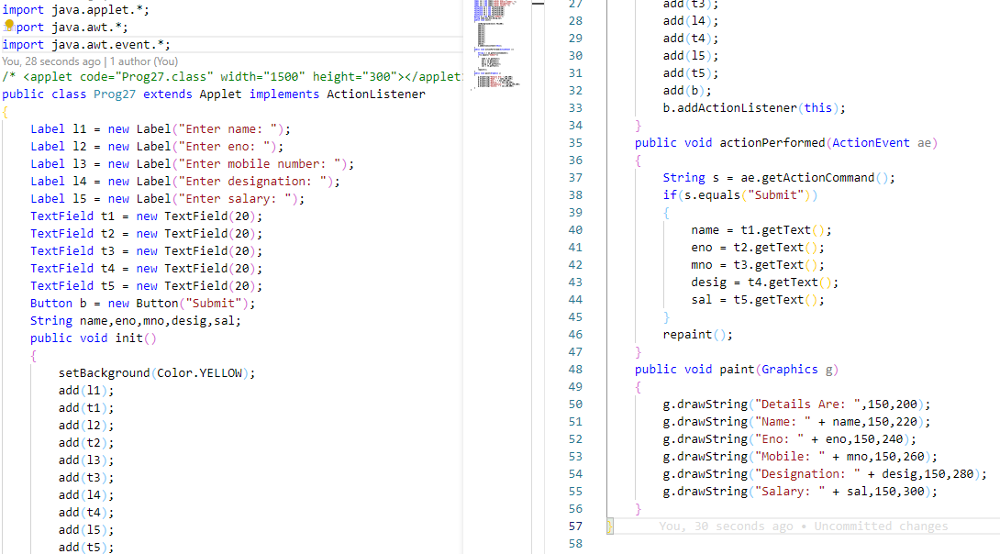 import java.applet.*;
import java.awt.*;
import java.awt.event.*;
You, 28 seconds ago | 1 author (You)
/* <applet code="Prog27.class" width="1500" height="300"></applet>
public class Prog27 extends Applet implements ActionListener
{
Label l1 = new Label("Enter name: ");
Label l2 = new Label("Enter eno: ");
Label l3 = new Label("Enter mobile number: ");
Label l4 = new Label("Enter designation: ");
Label l5 = new Label("Enter salary: ");
TextField t1 = new TextField(20);
TextField t2 = new TextField(20);
TextField t3 = new TextField(20);
TextField t4 = new TextField(20);
TextField t5 = new TextField(20);
Button b = new Button("Submit");
String name,eno,mno,desig,sal;
public void init()
{
setBackground(Color.YELLOW);
add(l1);
add(t1);
add(l2);
add(t2);
add(l3);
add(t3);
add(l4);
add(t4);
add(l5);
add(t5);
27 add(t3);
28 add(l4);
29 add(t4);
30 add(l5);
31 add(t5);
32 add(b);
33 b.addActionListener(this);
34 }
35 public void actionPerformed(ActionEvent ae)
36 {
37 String s = ae.getActionCommand();
38 if(s.equals("Submit"))
39 {
40 name = t1.getText();
41 eno = t2.getText();
42 mno = t3.getText();
43 desig = t4.getText();
44 sal = t5.getText();
45 }
46 repaint();
47 }
48 public void paint(Graphics g)
49 {
50 g.drawString("Details Are: ",150,200);
51 g.drawString("Name: " + name,150,220);
52 g.drawString("Eno: " + eno,150,240);
53 g.drawString("Mobile: " + mno,150,260);
54 g.drawString("Designation: " + desig,150,280);
55 g.drawString("Salary: " + sal,150,300);
56 }
57 } You, 30 seconds ago • Uncommitted changes
58